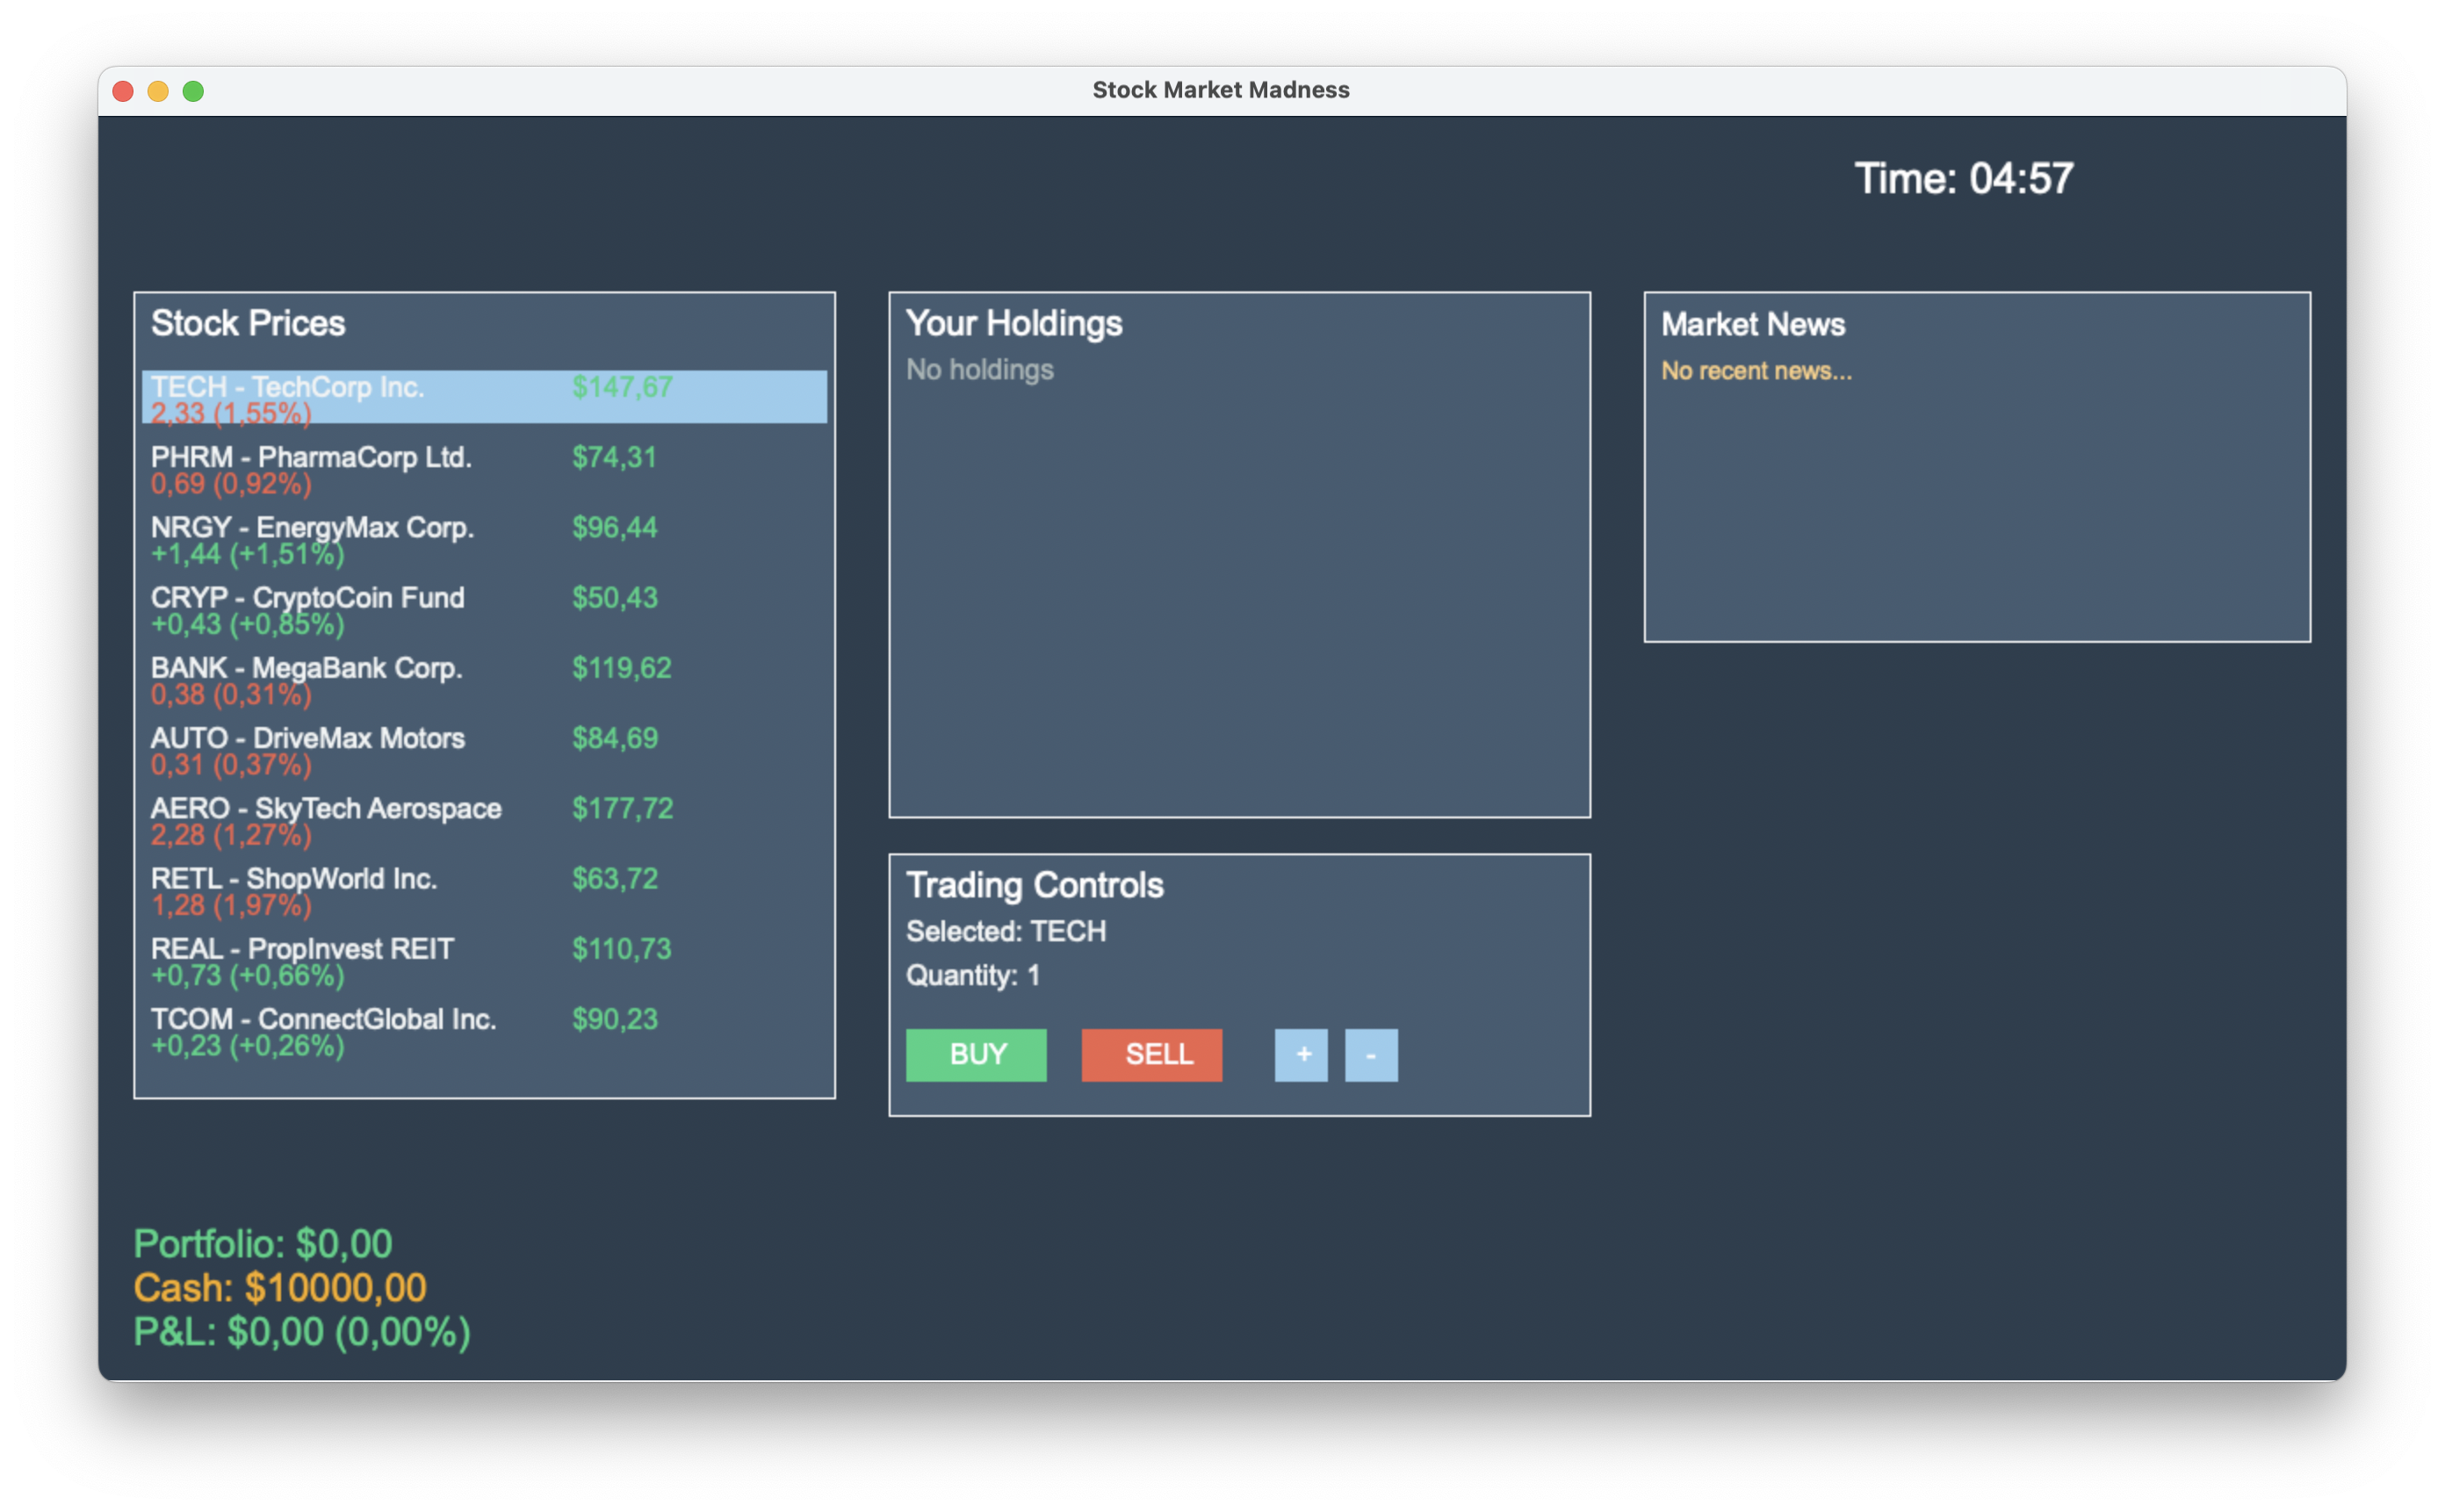 Stock Market Madness
Time: 04:57
Stock Prices
TECH - TechCorp Inc. $147,67
2,33 (1,55%)
PHRM - PharmaCorp Ltd. $74,31
0,69 (0,92%)
NRGY - EnergyMax Corp. $96,44
+1,44 (+1,51%)
CRYP - CryptoCoin Fund $50,43
+0,43 (+0,85%)
BANK - MegaBank Corp. $119,62
0,38 (0,31%)
AUTO - DriveMax Motors $84,69
0,31 (0,37%)
AERO - SkyTech Aerospace $177,72
2,28 (1,27%)
RETL - ShopWorld Inc. $63,72
1,28 (1,97%)
REAL - PropInvest REIT $110,73
+0,73 (+0,66%)
TCOM - ConnectGlobal Inc. $90,23
+0,23 (+0,26%)
Your Holdings
No holdings
Trading Controls
Selected: TECH
Quantity: 1
BUY SELL + -
Market News
No recent news...
Portfolio: $0,00
Cash: $10000,00
P&L: $0,00 (0,00%)